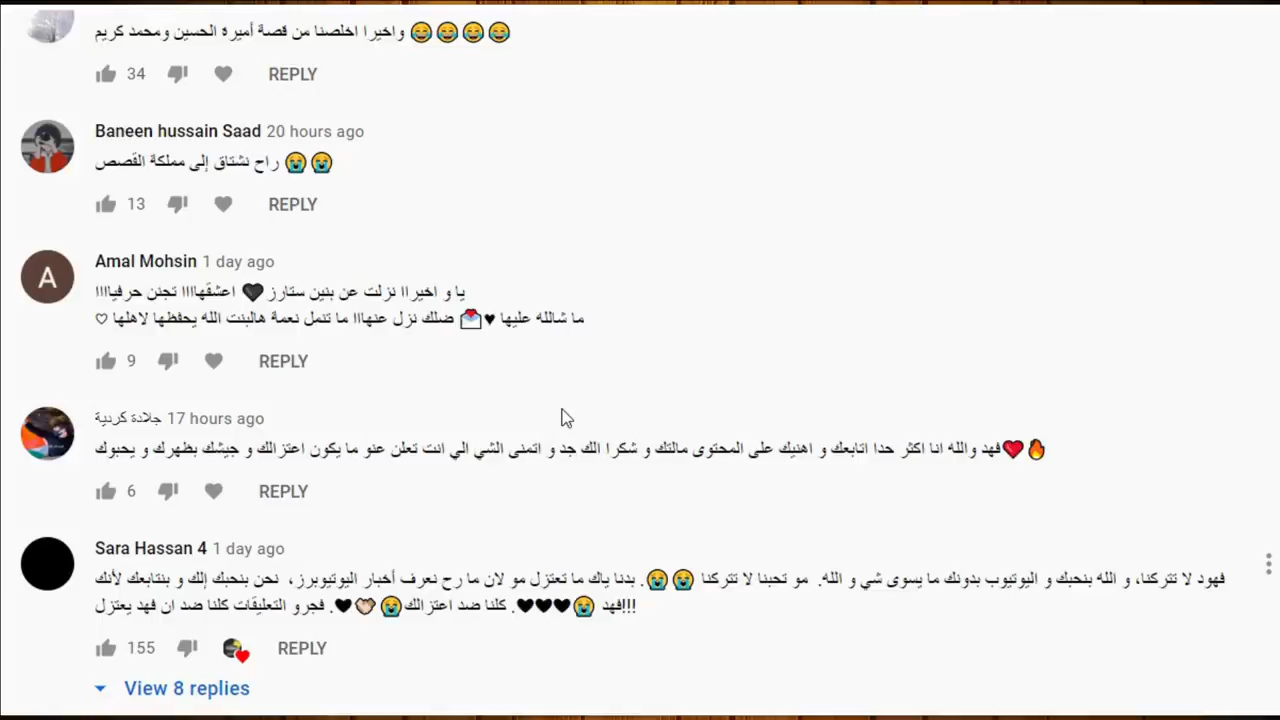 واخيرا اخلصنا من قصة أميرة الحسين ومحمد كريم 😂😂😂😂
34 REPLY
Baneen hussain Saad 20 hours ago
راح نشتاق إلى مملكة القصص 😭😭
13 REPLY
A
Amal Mohsin 1 day ago
يا و اخيراا نزلت عن بنين ستارز 🖤 اعشقهاااا تجنن حرفيااا
ما شالله عليها ♥💌 ضلك نزل عنهااا ما تنمل نعمة هالبنت الله يحفظها لاهلها ♡
9 REPLY
جلادة كردية 17 hours ago
فهد والله انا اكثر حدا اتابعك و اهنيك على المحتوى مالتك و شكرا الك جد و اتمنى الشي الي انت تعلن عنو ما يكون اعتزالك و جيشك بظهرك و يحبوك❤️🔥
6 REPLY
Sara Hassan 4 1 day ago
فهود لا تتركنا، و الله بنحبك و اليوتيوب بدونك ما يسوى شي و الله. مو تحبنا لا تتركنا 😭😭. بدنا ياك ما تعتزل مو لان ما رح نعرف أخبار اليوتيوبرز، نحن بنحبك إلك و بنتابعك لأنك
فهد 😭🖤🖤🖤. كلنا ضد اعتزالك😭👏🏻🖤. فجرو التعليقات كلنا ضد ان فهد يعتزل!!!
155 REPLY
View 8 replies